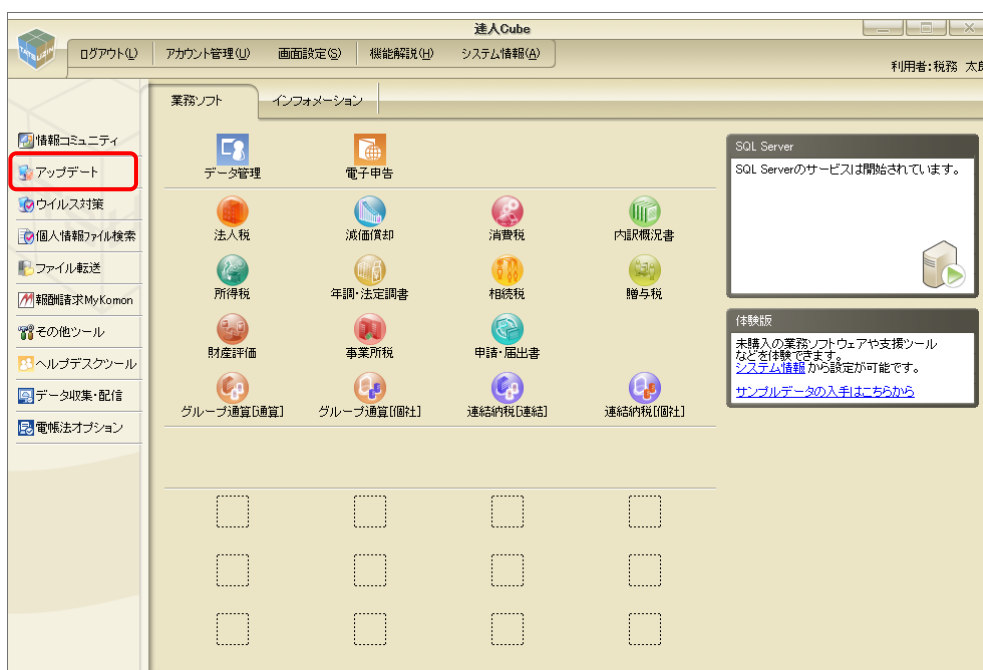 達人Cube
TATSUZIN
ログアウト(L)
アカウント管理(U)
画面設定(S)
機能解説(H)
システム情報(A)
利用者:税務 太郎
業務ソフト
インフォメーション
情報コミュニティ
アップデート
ウイルス対策
個人情報ファイル検索
ファイル転送
報酬請求MyKomon
その他ツール
ヘルプデスクツール
データ収集・配信
電帳法オプション
データ管理
電子申告
法人税
減価償却
消費税
内訳概況書
所得税
年調・法定調書
相続税
贈与税
財産評価
事業所税
申請・届出書
グループ通算[通算]
グループ通算[個社]
連結納税[連結]
連結納税[個社]
SQL Server
SQL Serverのサービスは開始されています。
体験版
未購入の業務ソフトウェアや支援ツール
などを体験できます。
システム情報から設定が可能です。
サンプルデータの入手はこちらから